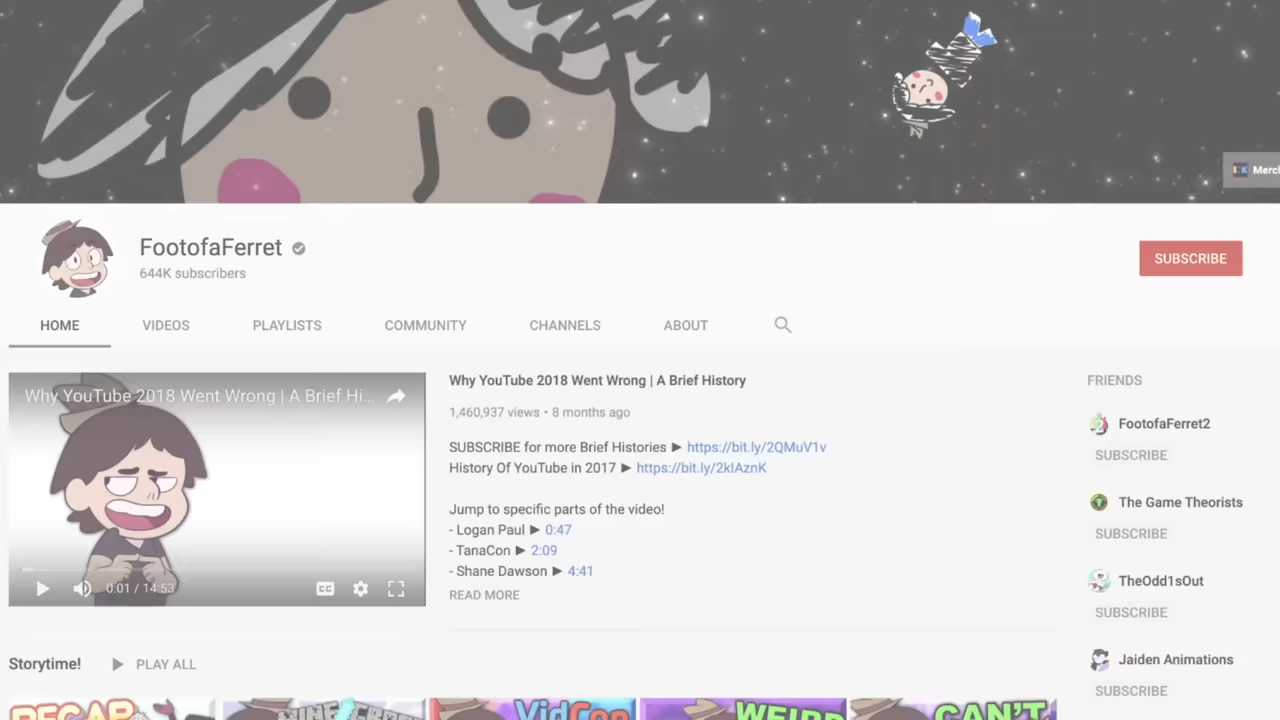 Merch
FootofaFerret
644K subscribers
SUBSCRIBE
HOME
VIDEOS
PLAYLISTS
COMMUNITY
CHANNELS
ABOUT
Why YouTube 2018 Went Wrong | A Brief Hi...
0:01 / 14:53
CC
Why YouTube 2018 Went Wrong | A Brief History
1,460,937 views • 8 months ago
SUBSCRIBE for more Brief Histories ► https://bit.ly/2QMuV1v
History Of YouTube in 2017 ► https://bit.ly/2klAznK
Jump to specific parts of the video!
- Logan Paul ► 0:47
- TanaCon ► 2:09
- Shane Dawson ► 4:41
READ MORE
FRIENDS
FootofaFerret2
SUBSCRIBE
The Game Theorists
SUBSCRIBE
TheOdd1sOut
SUBSCRIBE
Jaiden Animations
SUBSCRIBE
Storytime!
PLAY ALL
RECAP
MINECRAFT
VidCon
WEIRD
CAN'T